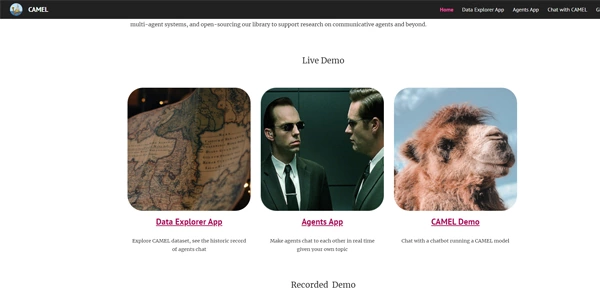 CAMEL
Home Data Explorer App Agents App Chat with CAMEL
multi-agent systems, and open-sourcing our library to support research on communicative agents and beyond.
Live Demo
Data Explorer App
Explore CAMEL dataset, see the historic record
of agents chat
Agents App
Make agents chat to each other in real time
given your own topic
CAMEL Demo
Chat with a chatbot running a CAMEL model
Recorded Demo